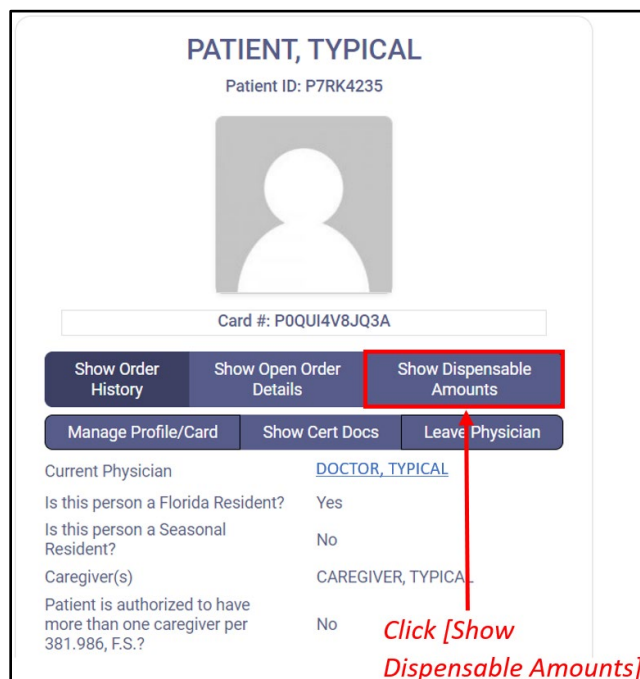 PATIENT, TYPICAL
Patient ID: P7RK4235
Card #: P0QUI4V8JQ3A
Show Order
History
Show Open Order
Details
Show Dispensable
Amounts
Manage Profile/Card
Show Cert Docs
Leave Physician
Current Physician
DOCTOR, TYPICAL
Is this person a Florida Resident?
Yes
Is this person a Seasonal
Resident?
No
Caregiver(s)
CAREGIVER, TYPICAL
Patient is authorized to have
more than one caregiver per
381.986, F.S.?
No
Click [Show
Dispensable Amounts]